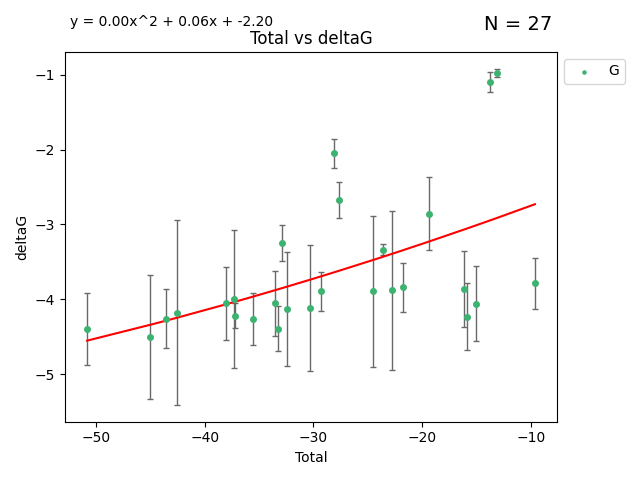 y = 0.00x^2 + 0.06x + -2.20
N = 27
Total vs deltaG
G
deltaG
−1
−2
−3
−4
−5
−50
−40
−30
−20
−10
Total